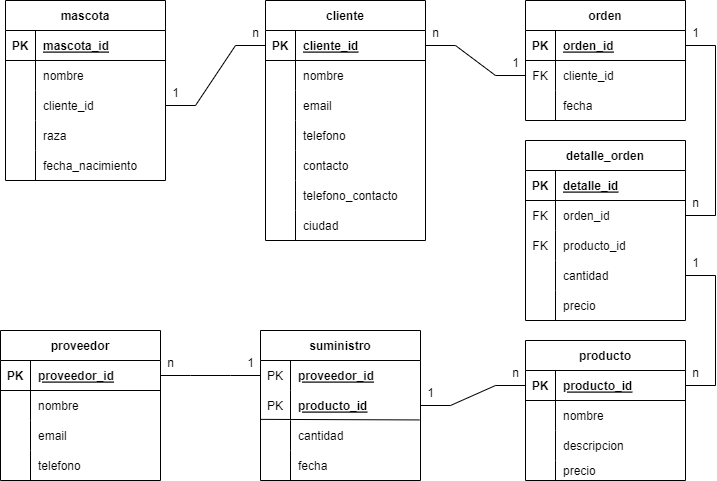 mascota
PK mascota_id
nombre
cliente_id
raza
fecha_nacimiento
1
n
cliente
PK cliente_id
nombre
email
telefono
contacto
telefono_contacto
ciudad
n
1
orden
PK orden_id
FK cliente_id
fecha
1
detalle_orden
PK detalle_id
FK orden_id
FK producto_id
cantidad
precio
n
1
proveedor
PK proveedor_id
nombre
email
telefono
n
1
suministro
PK proveedor_id
PK producto_id
cantidad
fecha
1
n
producto
PK producto_id
nombre
descripcion
precio
n